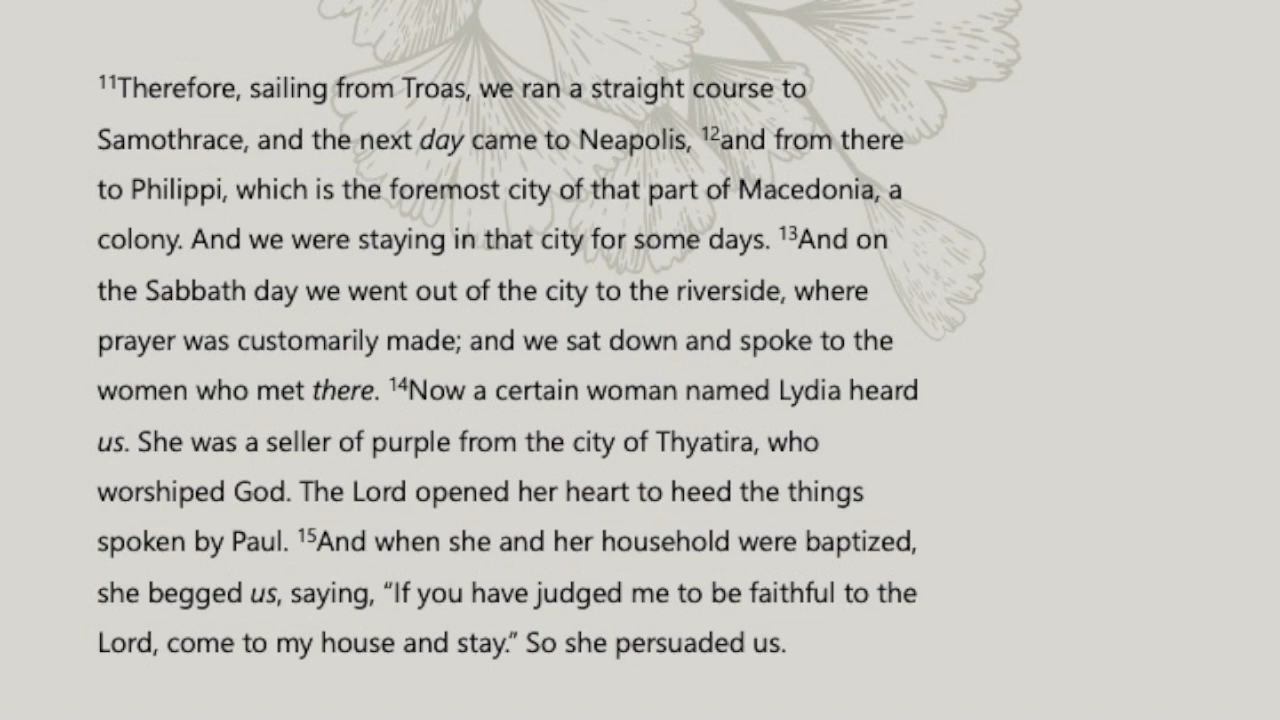 ¹¹Therefore, sailing from Troas, we ran a straight course to
Samothrace, and the next day came to Neapolis, ¹²and from there
to Philippi, which is the foremost city of that part of Macedonia, a
colony. And we were staying in that city for some days. ¹³And on
the Sabbath day we went out of the city to the riverside, where
prayer was customarily made; and we sat down and spoke to the
women who met there. ¹⁴Now a certain woman named Lydia heard
us. She was a seller of purple from the city of Thyatira, who
worshiped God. The Lord opened her heart to heed the things
spoken by Paul. ¹⁵And when she and her household were baptized,
she begged us, saying, “If you have judged me to be faithful to the
Lord, come to my house and stay.” So she persuaded us.